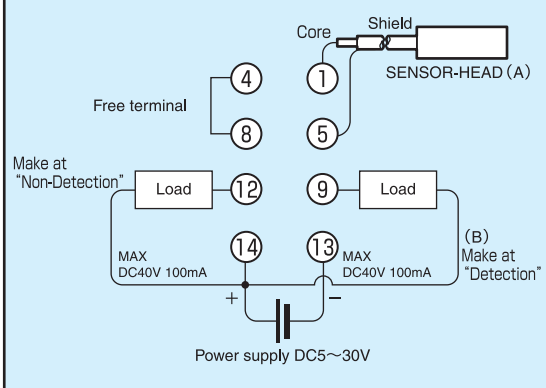 Core
Shield
SENSOR-HEAD (A)
4
1
Free terminal
8
5
Make at
"Non-Detection"
Load
12
9
Load
14
13
(B)
Make at
"Detection"
MAX
DC40V 100mA
MAX
DC40V 100mA
+
−
Power supply DC5～30V